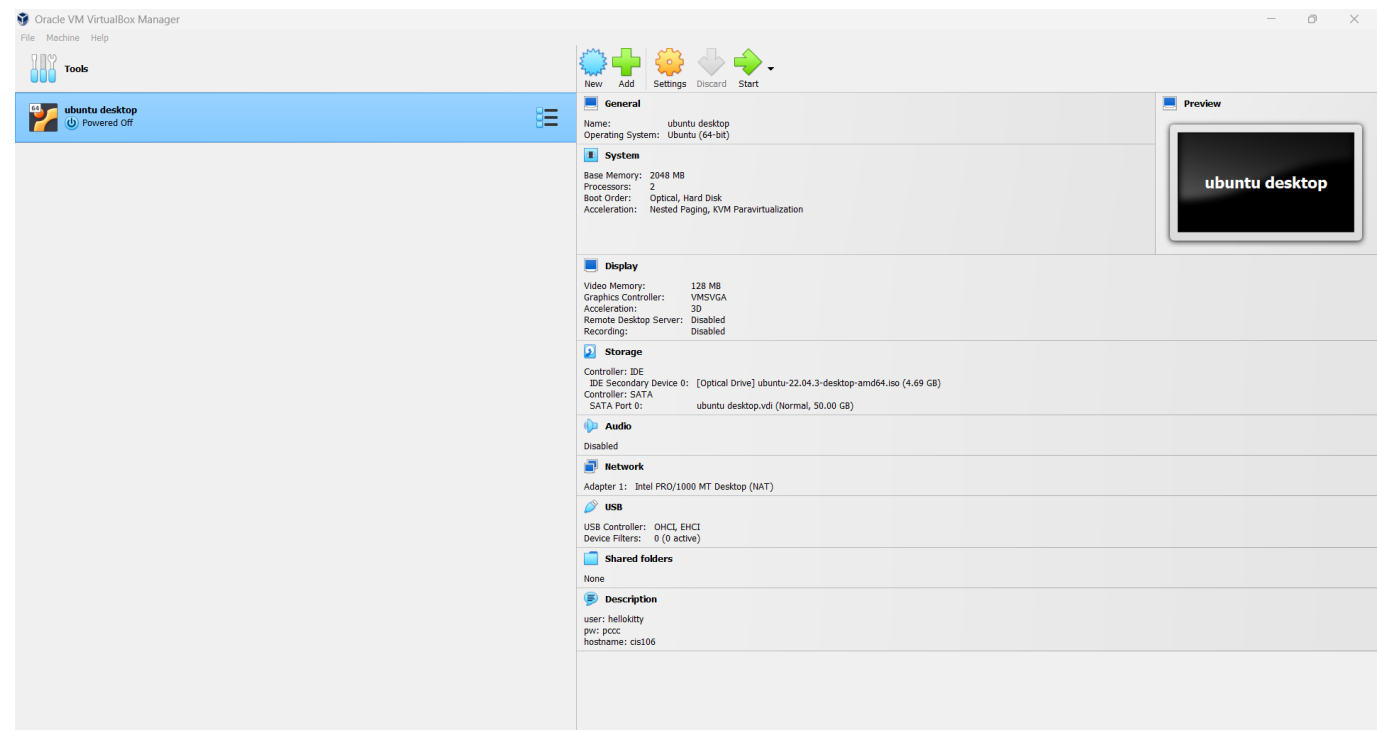 Oracle VM VirtualBox Manager
File Machine Help
Tools
64
ubuntu desktop
Powered Off
New Add Settings Discard Start
General
Name: ubuntu desktop
Operating System: Ubuntu (64-bit)
System
Base Memory: 2048 MB
Processors: 2
Boot Order: Optical, Hard Disk
Acceleration: Nested Paging, KVM Paravirtualization
Preview
ubuntu desktop
Display
Video Memory: 128 MB
Graphics Controller: VMSVGA
Acceleration: 3D
Remote Desktop Server: Disabled
Recording: Disabled
Storage
Controller: IDE
IDE Secondary Device 0: [Optical Drive] ubuntu-22.04.3-desktop-amd64.iso (4.69 GB)
Controller: SATA
SATA Port 0: ubuntu desktop.vdi (Normal, 50.00 GB)
Audio
Disabled
Network
Adapter 1: Intel PRO/1000 MT Desktop (NAT)
USB
USB Controller: OHCI, EHCI
Device Filters: 0 (0 active)
Shared folders
None
Description
user: hellokitty
pw: pccc
hostname: cis106